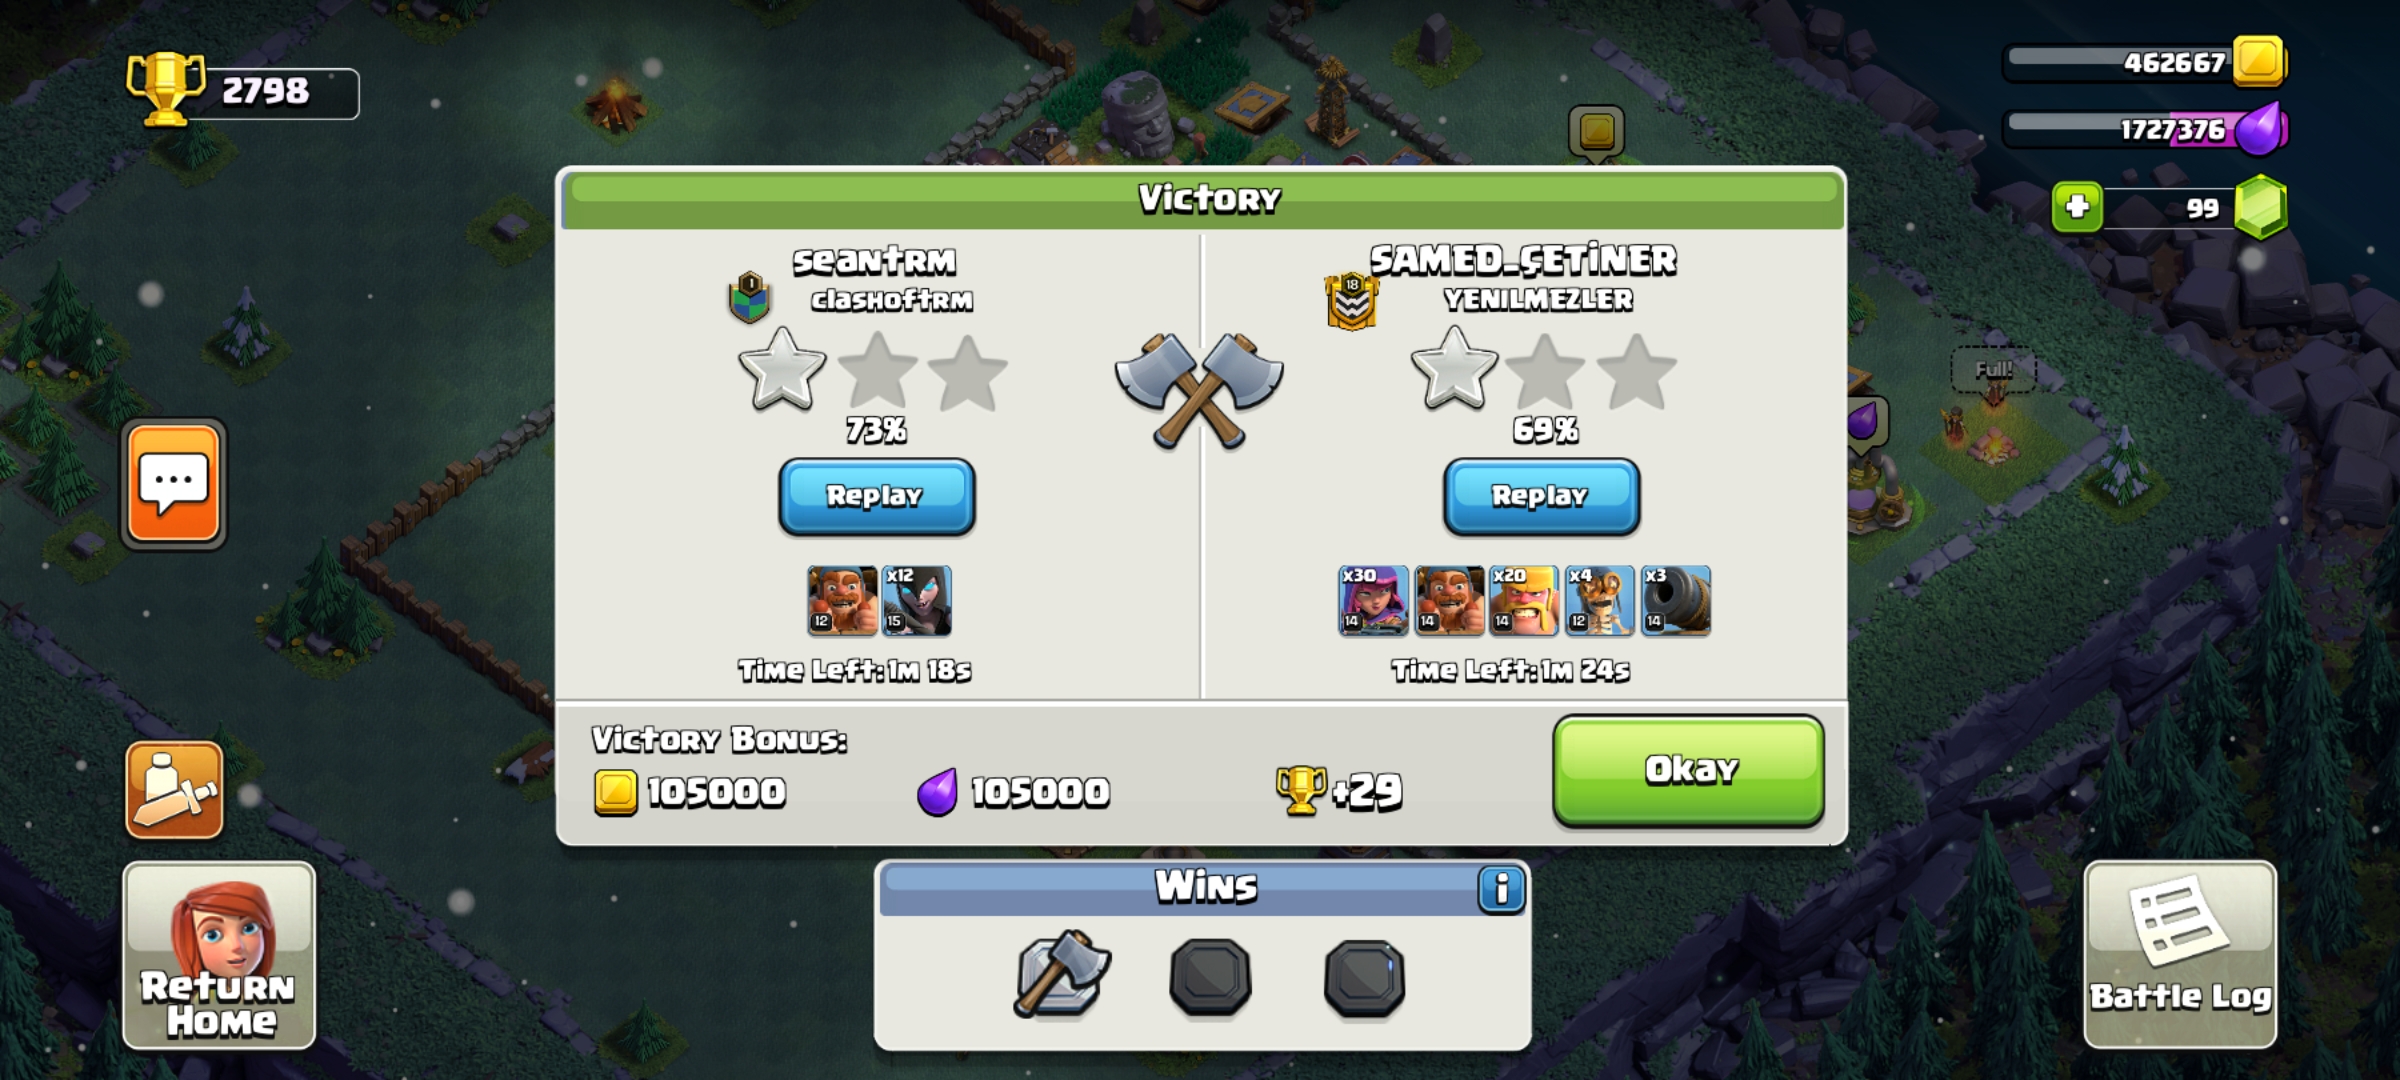 2798
462667
1727376
99
Victory
seantrm
clashoftrm
1
73%
Replay
12
x12
15
Time Left: 1m 18s
SAMED_ÇETİNER
YENILMEZLER
18
69%
Replay
x30
14
14
x20
14
x4
12
x3
14
Time Left: 1m 24s
Full!
Victory Bonus:
105000
105000
+29
Okay
Wins
i
Return
Home
Battle Log